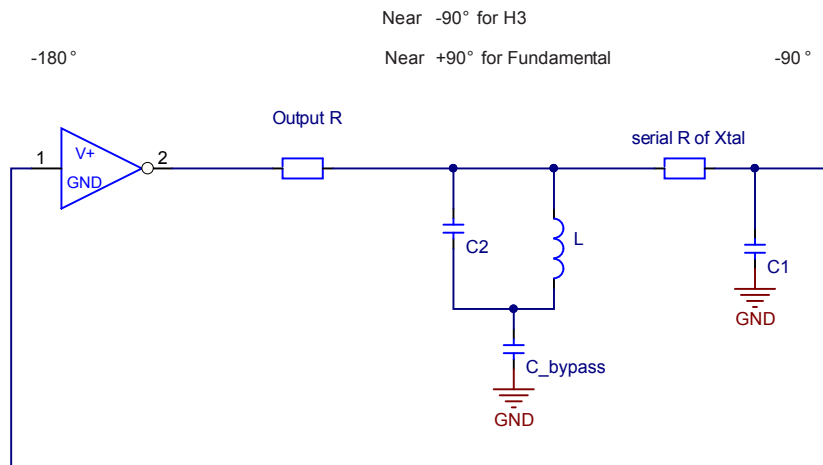 Near -90° for H3
-180° Near +90° for Fundamental -90°
Output R
serial R of Xtal
1 V+ 2
GND
C2 L
C1
GND
C_bypass
GND